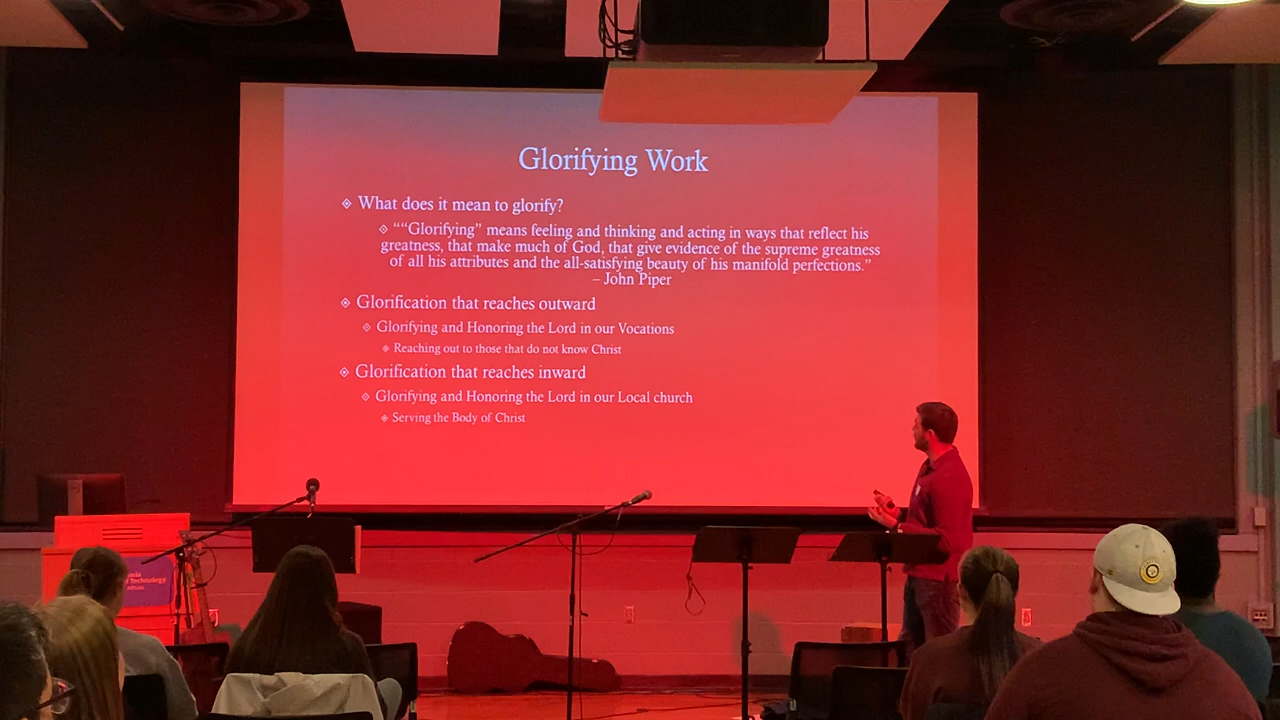 Glorifying Work
What does it mean to glorify?
““Glorifying” means feeling and thinking and acting in ways that reflect his
greatness, that make much of God, that give evidence of the supreme greatness
of all his attributes and the all-satisfying beauty of his manifold perfections.”
– John Piper
Glorification that reaches outward
Glorifying and Honoring the Lord in our Vocations
Reaching out to those that do not know Christ
Glorification that reaches inward
Glorifying and Honoring the Lord in our Local church
Serving the Body of Christ
Technology